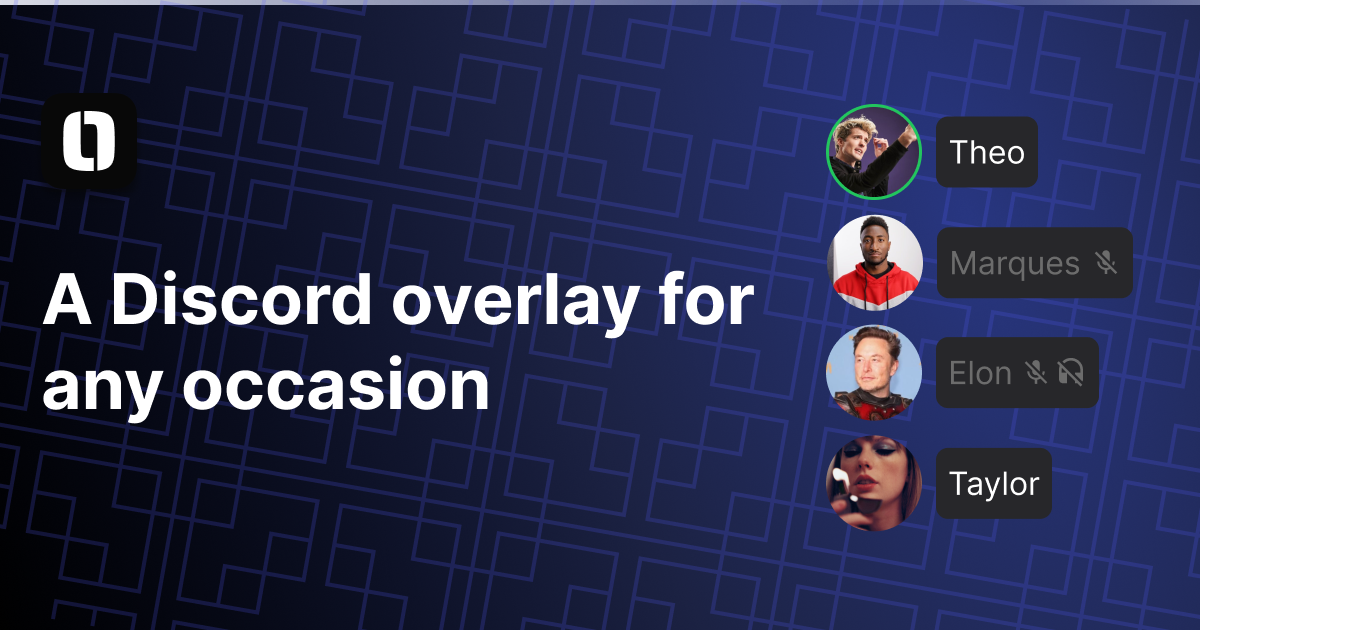 A Discord overlay for
any occasion
Theo
Marques
Elon
Taylor